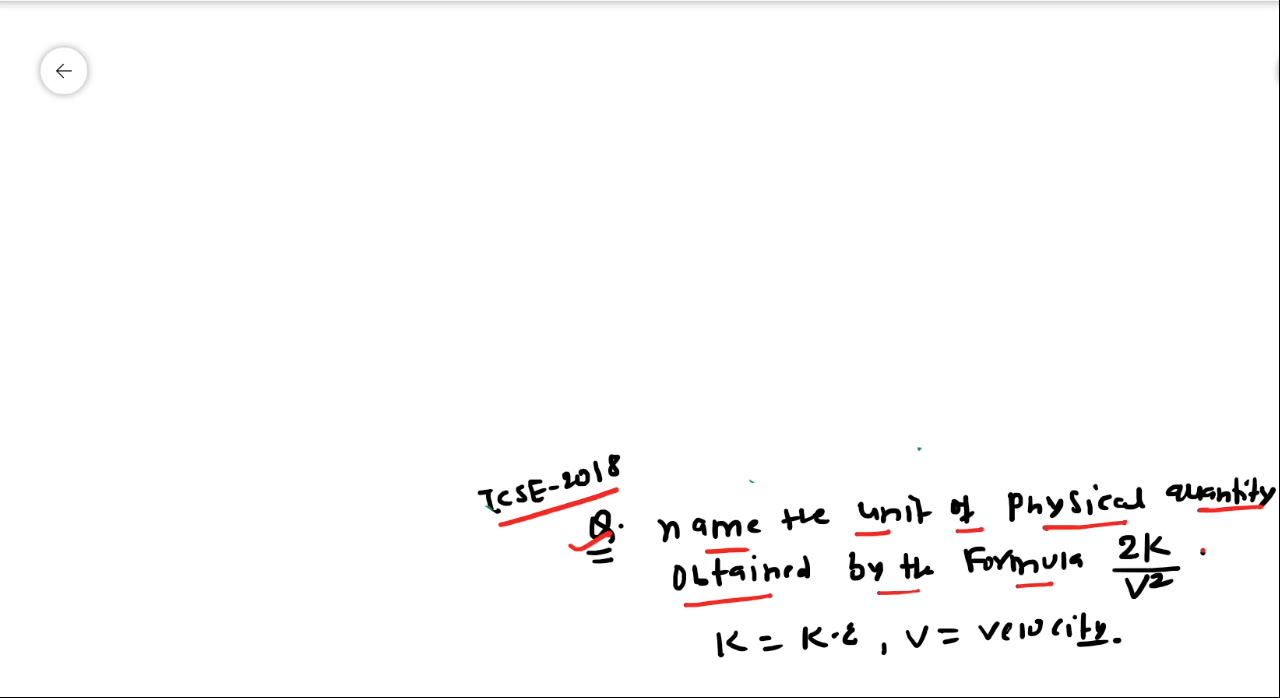 ICSE-2018
Q. name the unit of physical quantity
obtained by the Formula 2K/V² .
K = K.E , V = velocity.